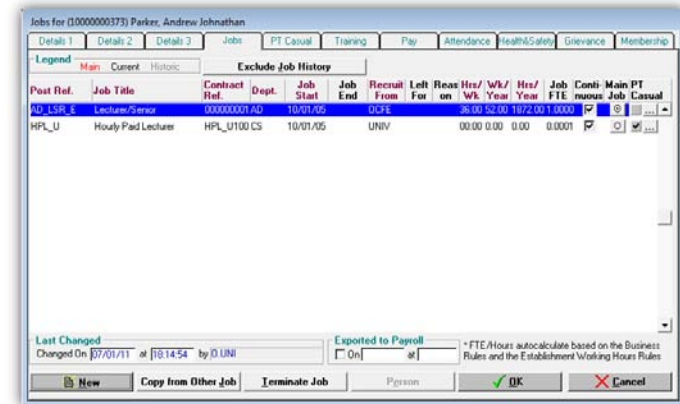 Jobs for (10000000373) Parker, Andrew Johnathan
Details 1 Details 2 Details 3 Jobs PT Casual Training Pay Attendance Health&Safety Grievance Membership
Legend
Main Current Historic Exclude Job History
Post Ref. Job Title Contract Ref. Dept. Job Start Job End Recruit From Left For Reas on Hrs/ Wk Wk/ Year Hrs/ Year Job FTE Conti- nuous Main Job PT Casual
AD_LSR_E Lecturer/Senior 000000001 AD 10/01/05 OCFE 36:00 52.00 1872.00 1.0000 ...
HPL_U Hourly Paid Lecturer HPL_U100 CS 10/01/05 UNIV 00:00 0.00 0.00 0.0001 ...
Last Changed
Changed On 07/01/11 at 18:14:54 by O.UNI
Exported to Payroll
On at
* FTE/Hours autocalculate based on the Business
Rules and the Establishment Working Hours Rules
New Copy from Other Job Terminate Job Person OK Cancel